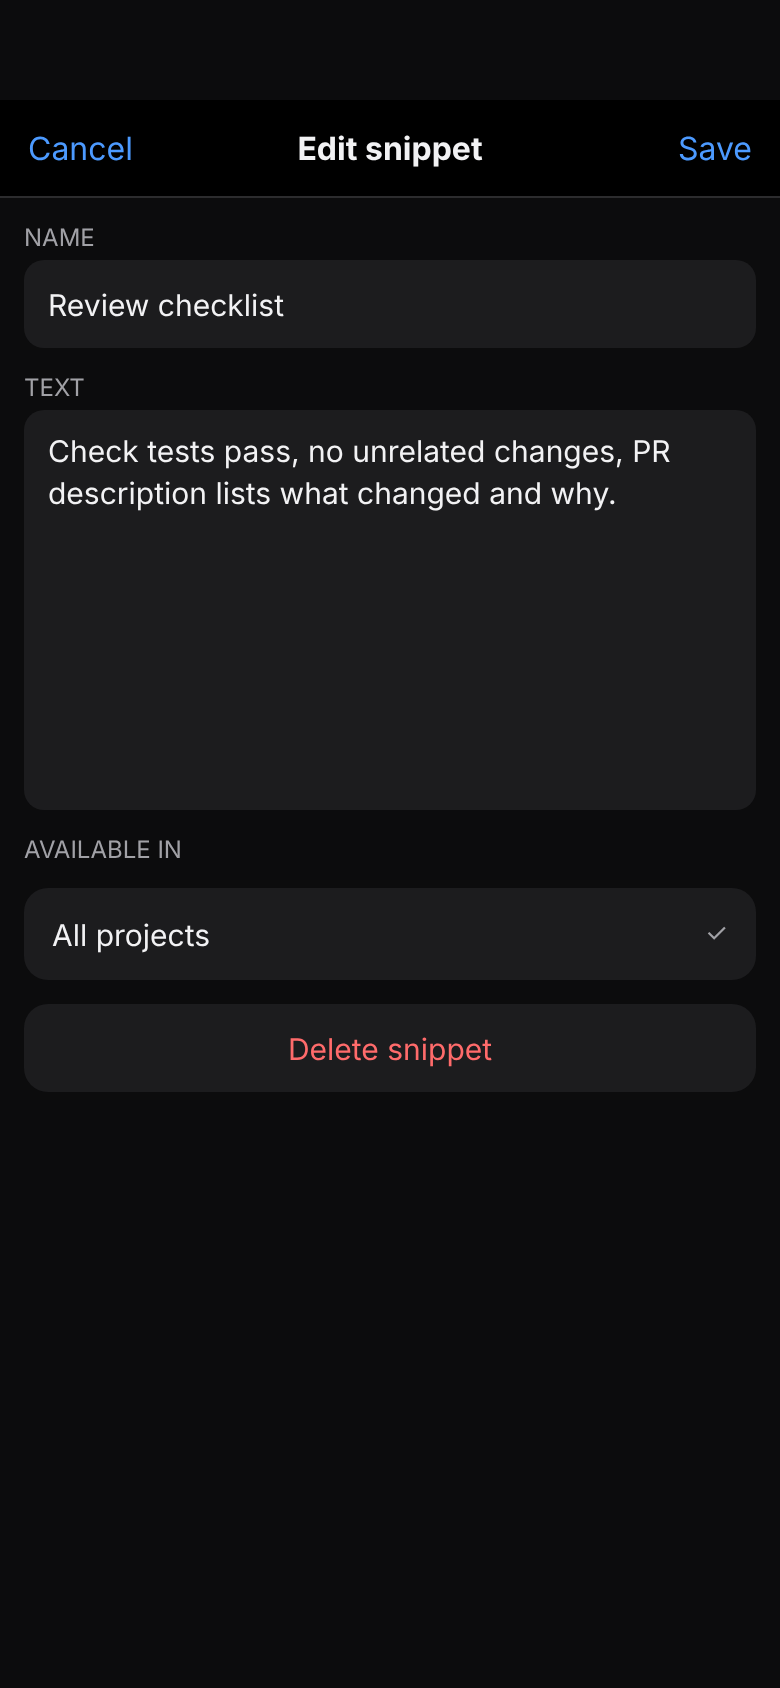 Cancel Edit snippet Save
NAME
Review checklist
TEXT
Check tests pass, no unrelated changes, PR
description lists what changed and why.
AVAILABLE IN
All projects
Delete snippet